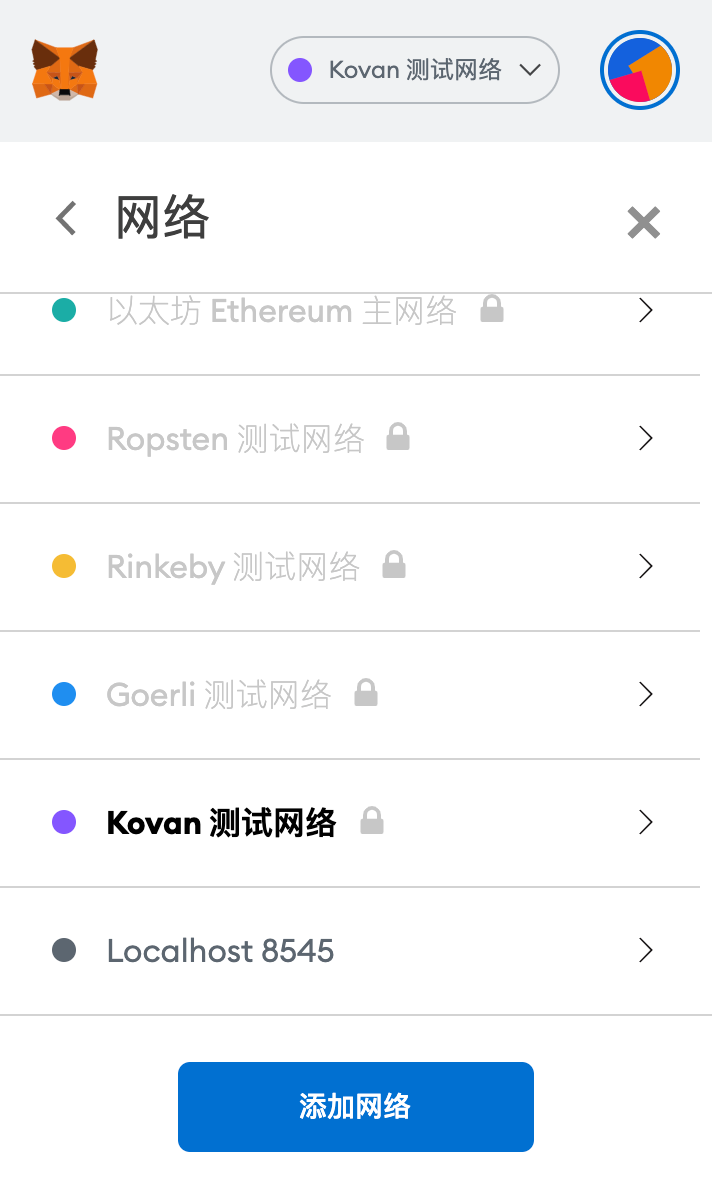 Kovan 测试网络
网络
以太坊 Ethereum 主网络
Ropsten 测试网络
Rinkeby 测试网络
Goerli 测试网络
Kovan 测试网络
Localhost 8545
添加网络